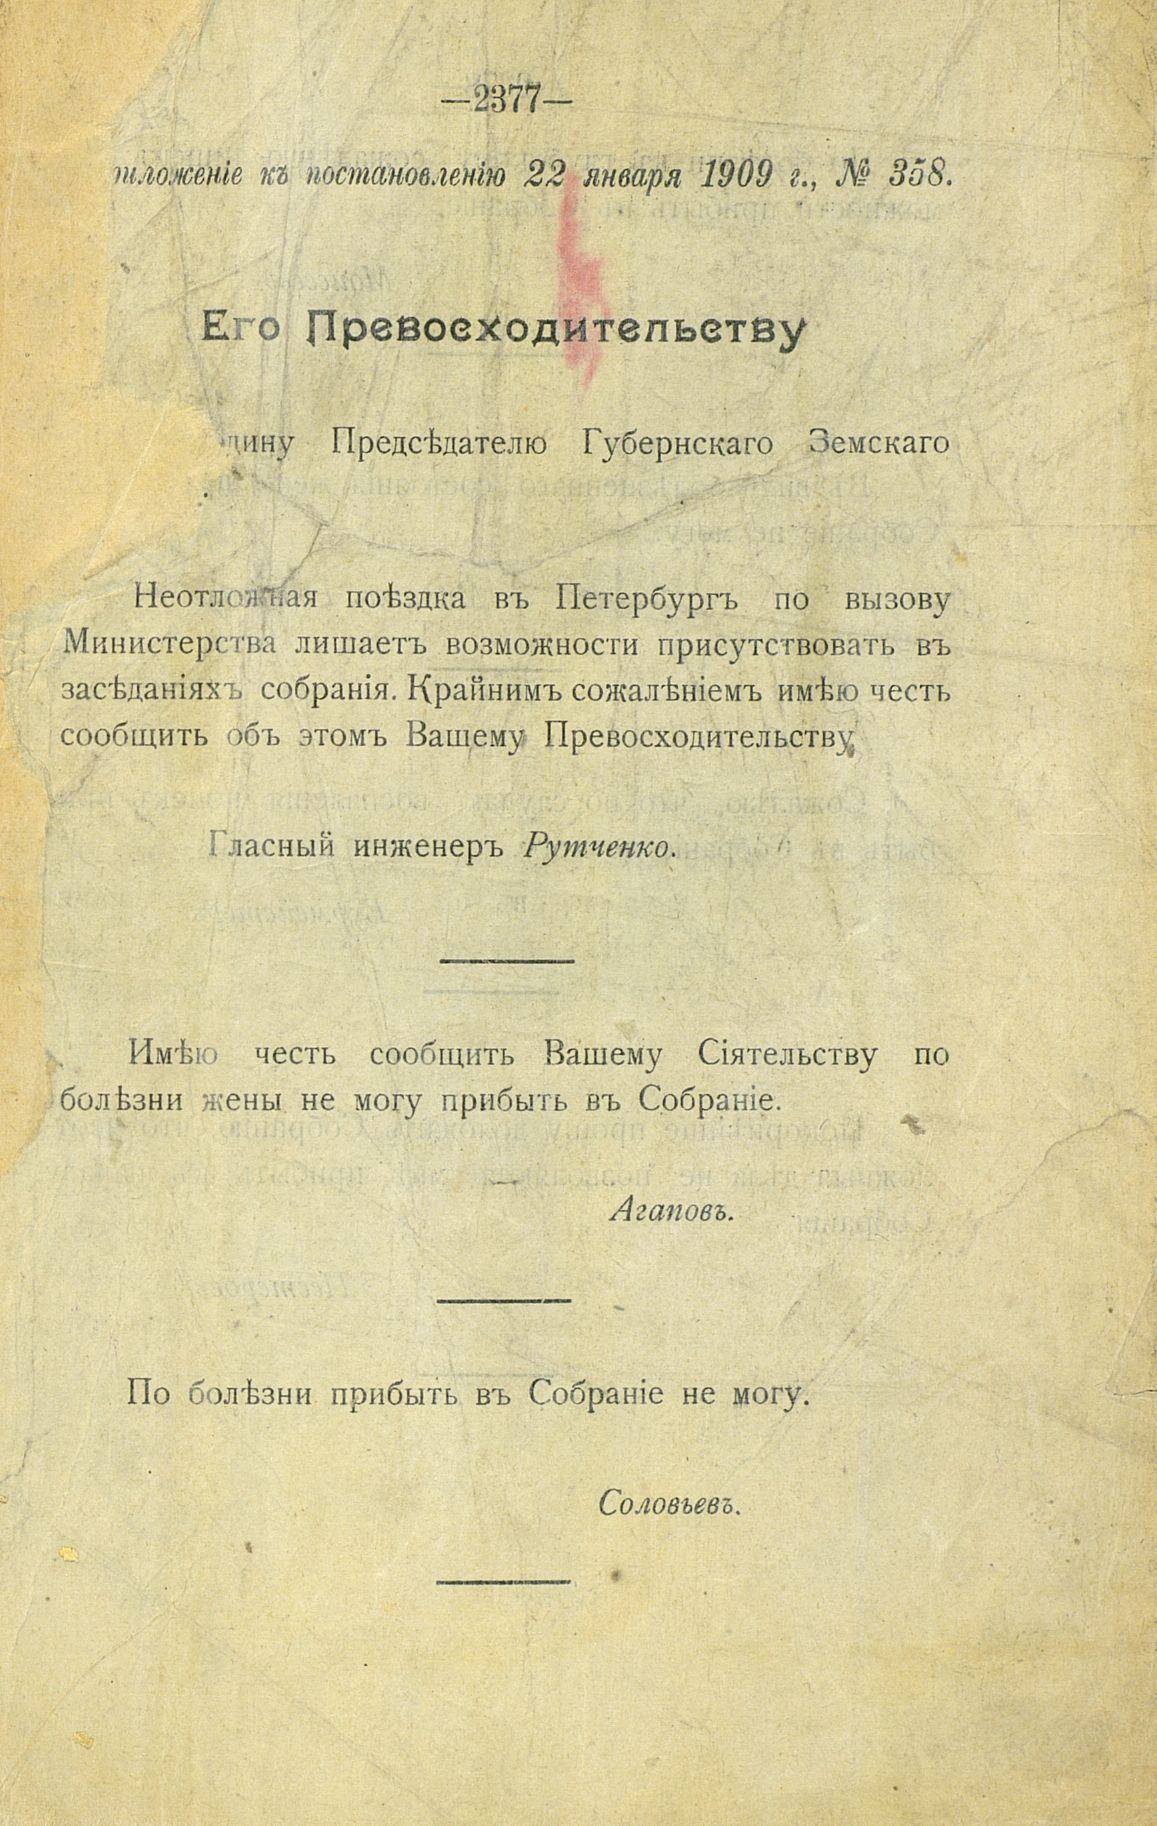 —2377—
къ постановленію 22 января 1909 г., № 358.
Его Превосходительству
Предсѣдателю Губернскаго Земскаго
Неотложная поѣздка въ Петербургъ по вызову
Министерства лишаетъ возможности присутствовать въ
засѣданіяхъ собранія. Крайнимъ сожалѣніемъ имѣю честь
сообщить объ этомъ Вашему Превосходительству
Гласный инженеръ Рутченко.
Имѣю честь сообщить Вашему Сіятельству по
болѣзни жены не могу прибыть въ Собраніе.
Агаповъ.
По болѣзни прибыть въ Собраніе не могу.
Соловьевъ.